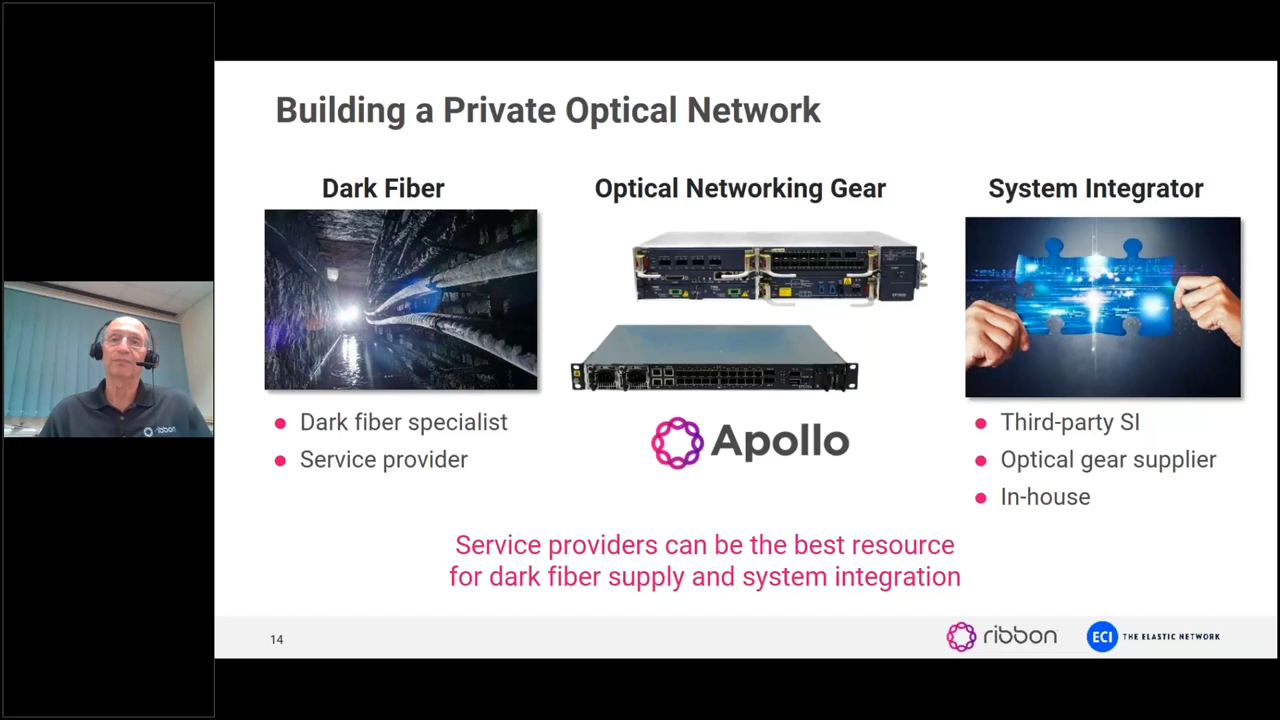 Building a Private Optical Network
Dark Fiber
Optical Networking Gear
System Integrator
Dark fiber specialist
Service provider
Apollo
Third-party SI
Optical gear supplier
In-house
Service providers can be the best resource
for dark fiber supply and system integration
14
ribbon
ECI THE ELASTIC NETWORK
ribbon